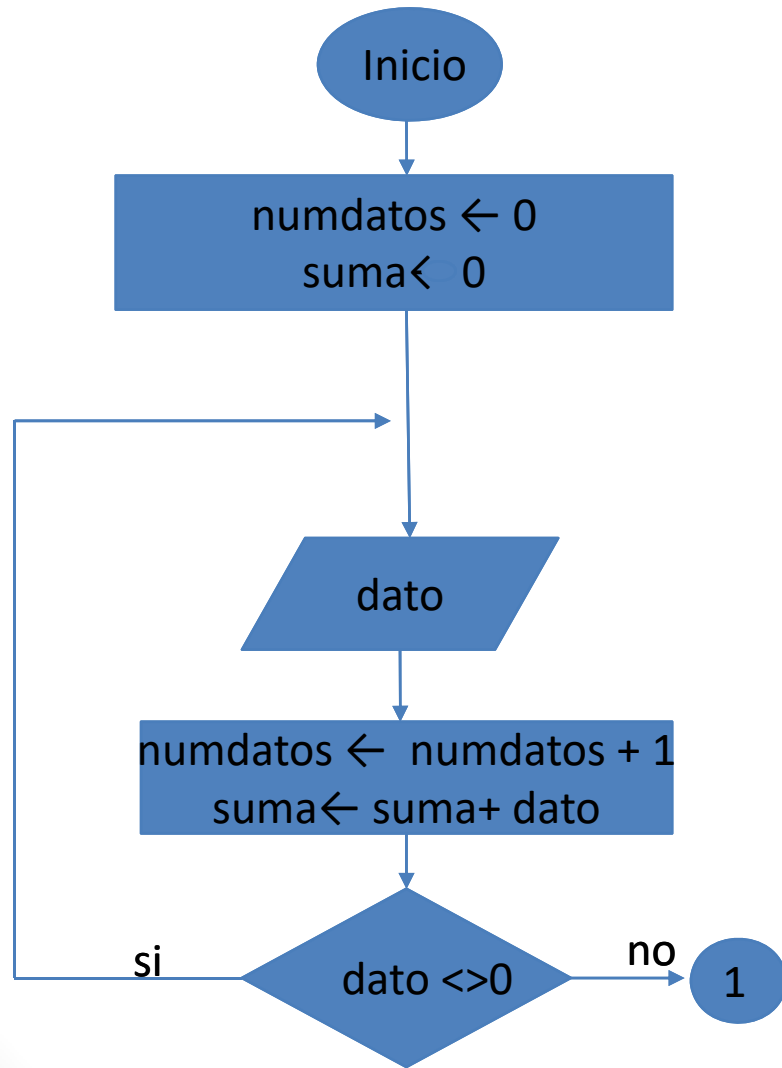 Inicio
numdatos ← 0
suma← 0
dato
numdatos ← numdatos + 1
suma← suma+ dato
si
dato <>0
no
1